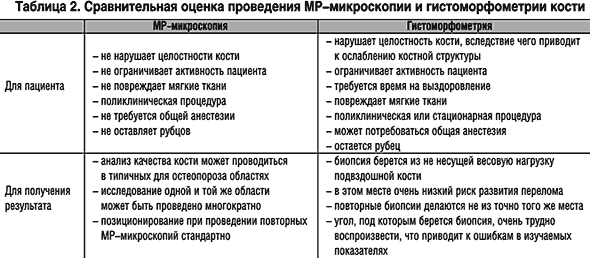 Таблица 2. Сравнительная оценка проведения МР–микроскопии и гистоморфометрии кости
МР–микроскопия
Гистоморфометрия
Для пациента
– не нарушает целостности кости
– не ограничивает активность пациента
– не повреждает мягкие ткани
– поликлиническая процедура
– не требуется общей анестезии
– не оставляет рубцов
– нарушает целостность кости, вследствие чего приводит
к ослаблению костной структуры
– ограничивает активность пациента
– требуется время на выздоровление
– повреждает мягкие ткани
– поликлиническая или стационарная процедура
– может потребоваться общая анестезия
– остается рубец
Для получения
результата
– анализ качества кости может проводиться
в типичных для остеопороза областях
– исследование одной и той же области
может быть проведено многократно
– позиционирование при проведении повторных
МР–микроскопий стандартно
– биопсия берется из не несущей весовую нагрузку
подвздошной кости
– в этом месте очень низкий риск развития перелома
– повторные биопсии делаются не из точно того же места
– угол, под которым берется биопсия, очень трудно
воспроизвести, что приводит к ошибкам в изучаемых
показателях